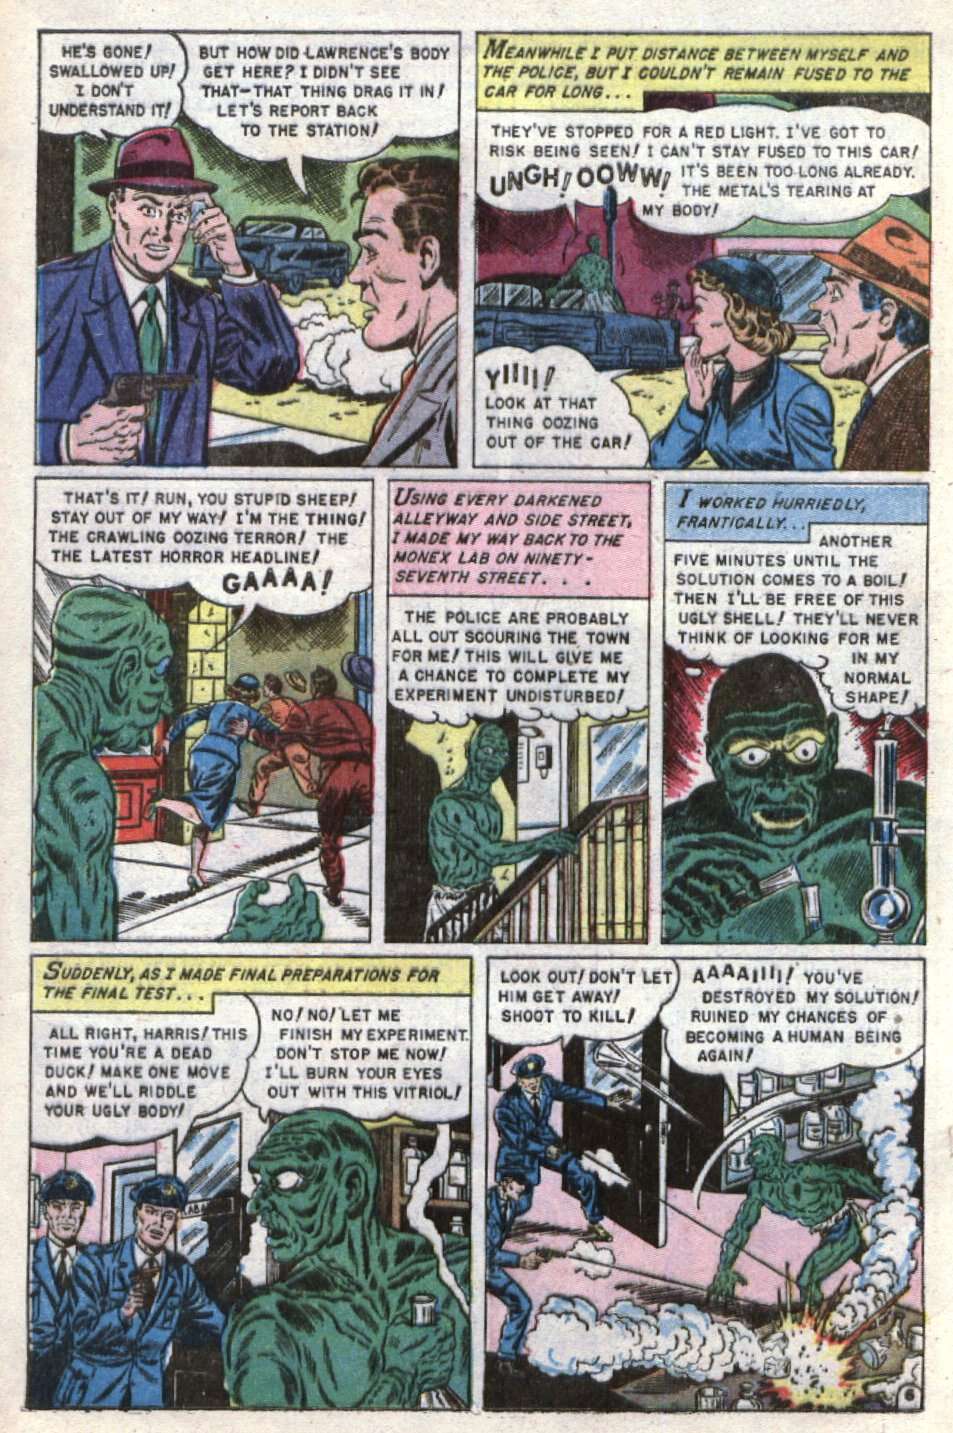 HE'S GONE!
SWALLOWED UP!
I DON'T
UNDERSTAND IT!
BUT HOW DID LAWRENCE'S BODY
GET HERE? I DIDN'T SEE
THAT—THAT THING DRAG IT IN!
LET'S REPORT BACK
TO THE STATION!
MEANWHILE I PUT DISTANCE BETWEEN MYSELF AND
THE POLICE, BUT I COULDN'T REMAIN FUSED TO THE
CAR FOR LONG...
THEY'VE STOPPED FOR A RED LIGHT. I'VE GOT TO
RISK BEING SEEN! I CAN'T STAY FUSED TO THIS CAR!
UNGH! OOWW! IT'S BEEN TOO LONG ALREADY.
THE METAL'S TEARING AT
MY BODY!
YIIII!
LOOK AT THAT
THING OOZING
OUT OF THE CAR!
THAT'S IT! RUN, YOU STUPID SHEEP!
STAY OUT OF MY WAY! I'M THE THING!
THE CRAWLING OOZING TERROR! THE
THE LATEST HORROR HEADLINE!
GAAAA!
USING EVERY DARKENED
ALLEYWAY AND SIDE STREET,
I MADE MY WAY BACK TO THE
MONEX LAB ON NINETY-
SEVENTH STREET. . .
THE POLICE ARE PROBABLY
ALL OUT SCOURING THE TOWN
FOR ME! THIS WILL GIVE ME
A CHANCE TO COMPLETE MY
EXPERIMENT UNDISTURBED!
I WORKED HURRIEDLY,
FRANTICALLY...
ANOTHER
FIVE MINUTES UNTIL THE
SOLUTION COMES TO A BOIL!
THEN I'LL BE FREE OF THIS
UGLY SHELL! THEY'LL NEVER
THINK OF LOOKING FOR ME
IN MY
NORMAL
SHAPE!
SUDDENLY, AS I MADE FINAL PREPARATIONS FOR
THE FINAL TEST...
ALL RIGHT, HARRIS! THIS
TIME YOU'RE A DEAD
DUCK! MAKE ONE MOVE
AND WE'LL RIDDLE
YOUR UGLY BODY!
NO! NO! LET ME
FINISH MY EXPERIMENT.
DON'T STOP ME NOW!
I'LL BURN YOUR EYES
OUT WITH THIS VITRIOL!
LAB
LOOK OUT! DON'T LET
HIM GET AWAY!
SHOOT TO KILL!
AAAAIIII! YOU'VE
DESTROYED MY SOLUTION!
RUINED MY CHANCES OF
BECOMING A HUMAN BEING
AGAIN!
6